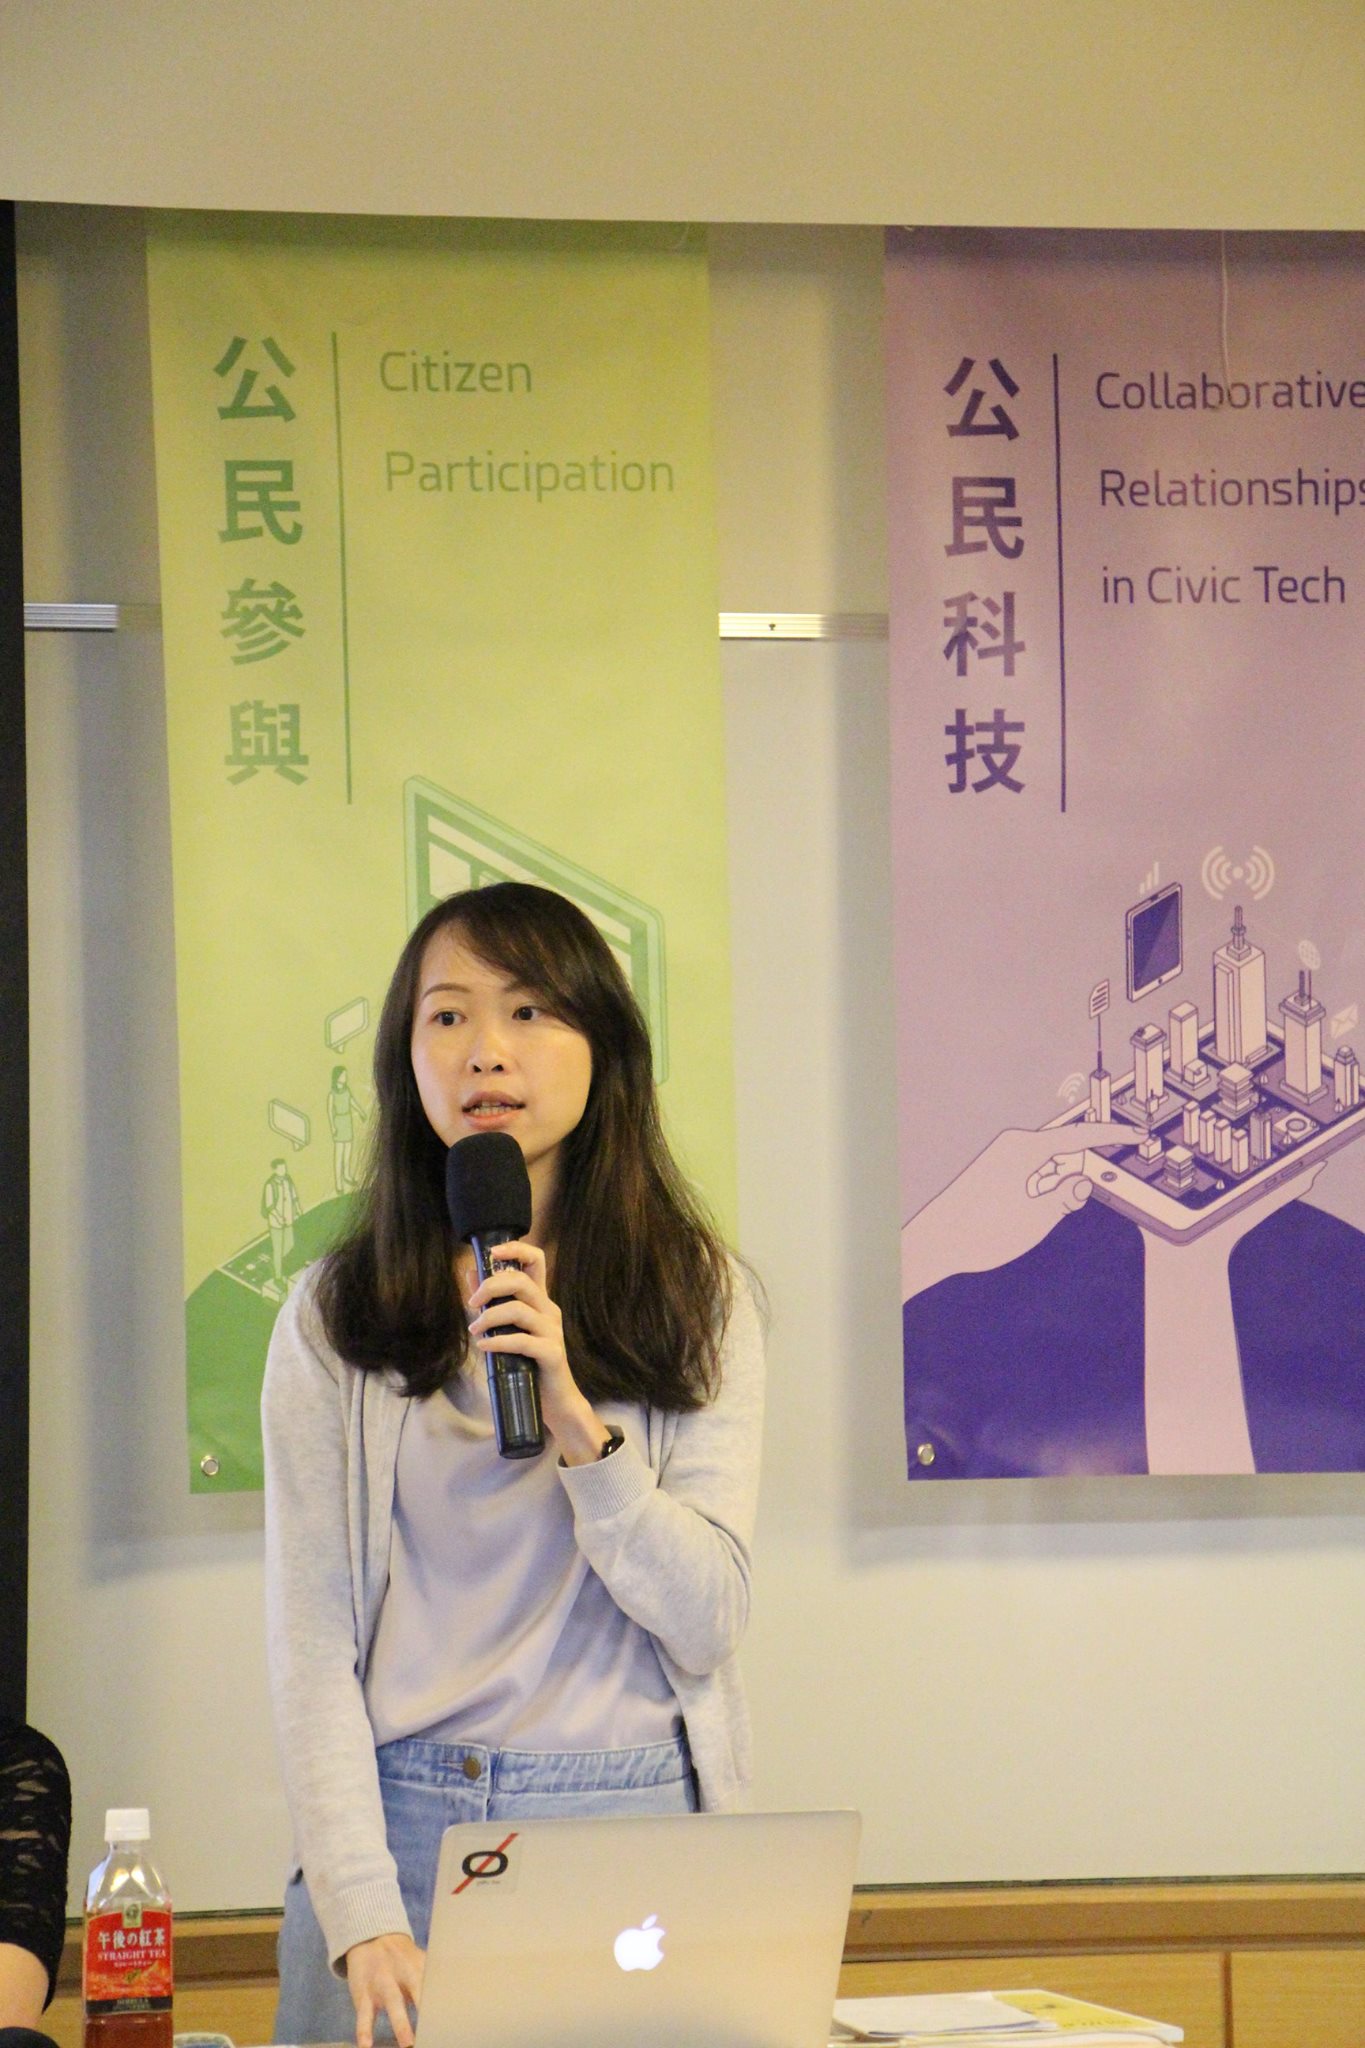 公民參與
Citizen
Participation
公民科技
Collaborative
Relationships
in Civic Tech
午後の紅茶
STRAIGHT TEA